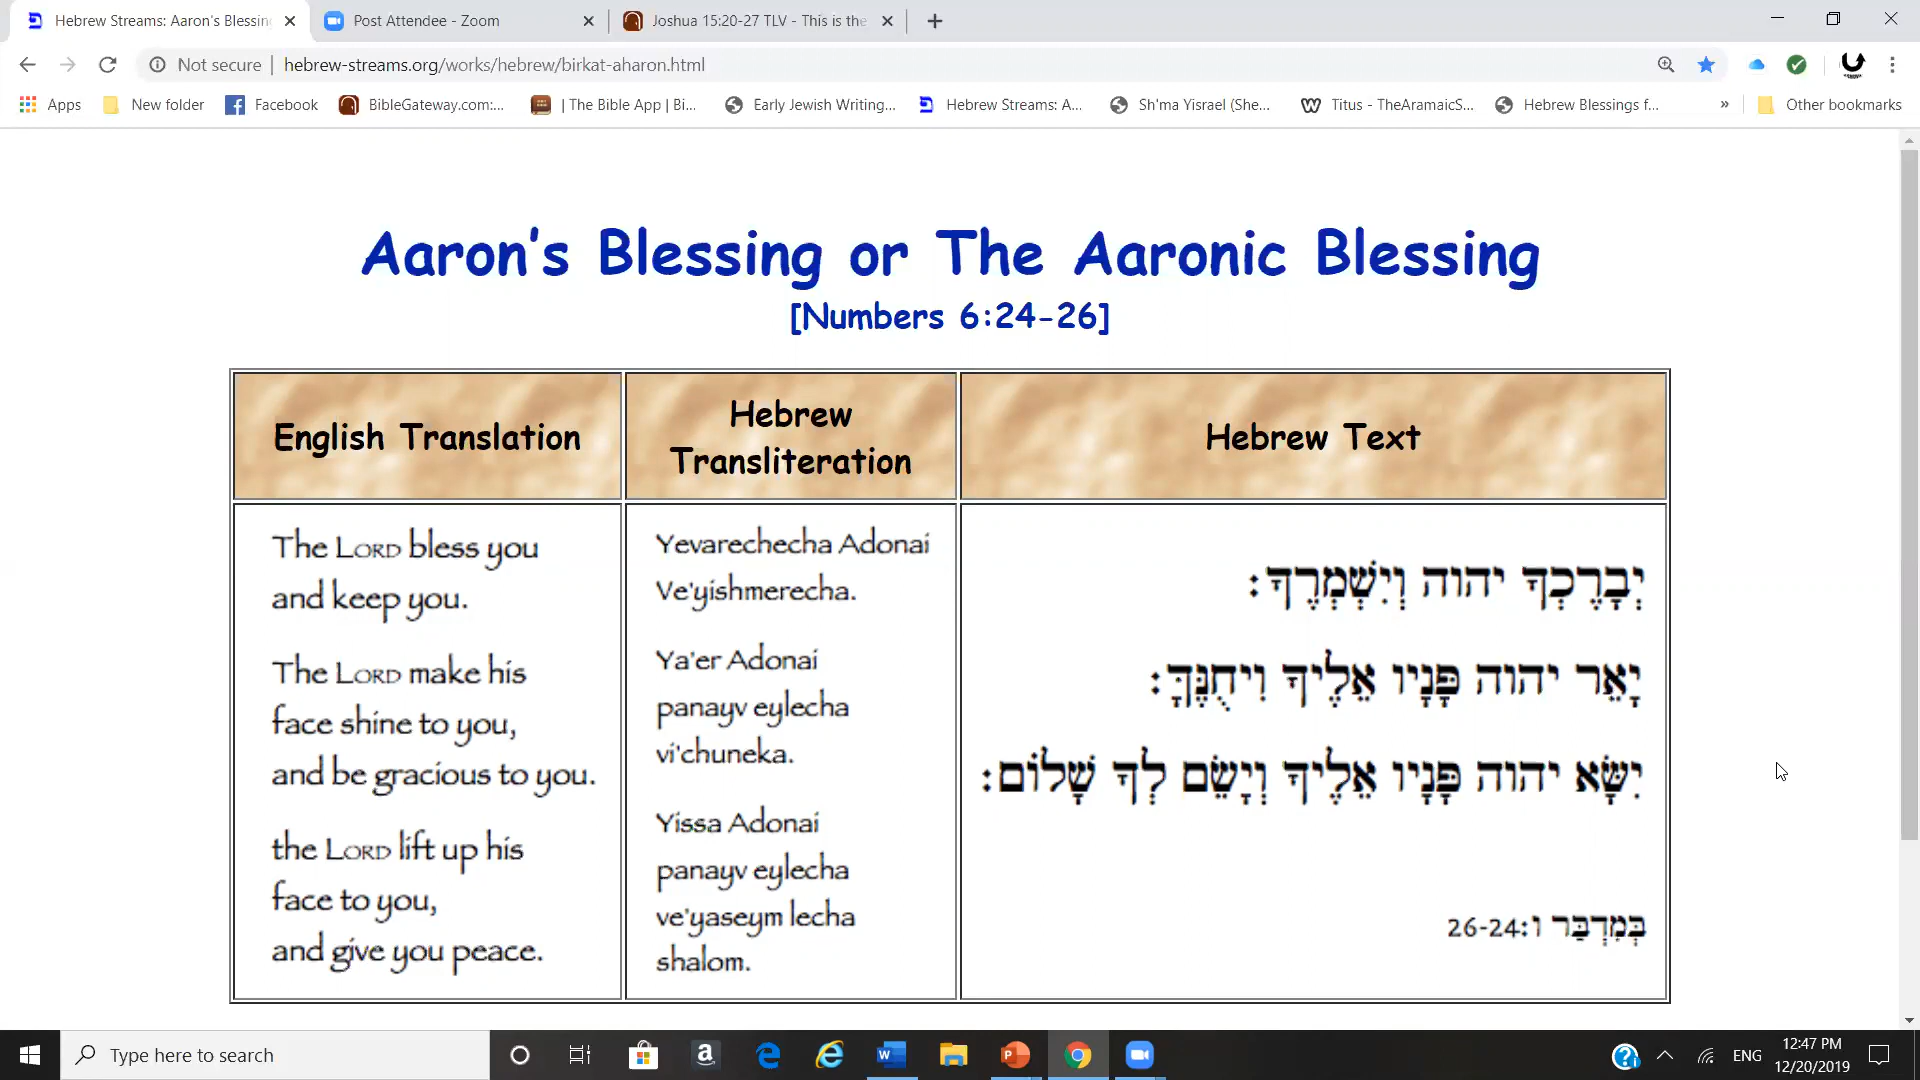 Hebrew Streams: Aaron's Blessin
Post Attendee - Zoom
Joshua 15:20-27 TLV - This is the
Not secure | hebrew-streams.org/works/hebrew/birkat-aharon.html
Apps
New folder
Facebook
BibleGateway.com:...
| The Bible App | Bi...
Early Jewish Writing...
Hebrew Streams: A...
Sh'ma Yisrael (She...
Titus - TheAramaicS...
Hebrew Blessings f...
»
Other bookmarks
Aaron's Blessing or The Aaronic Blessing
[Numbers 6:24-26]
English Translation
Hebrew
Transliteration
Hebrew Text
The LORD bless you
and keep you.
The LORD make his
face shine to you,
and be gracious to you.
the LORD lift up his
face to you,
and give you peace.
Yevarechecha Adonai
Ve'yishmerecha.
Ya'er Adonai
panayv eylecha
vi'chuneka.
Yissa Adonai
panayv eylecha
ve'yaseym lecha
shalom.
יְבָרֶכְךָ יהוה וְיִשְׁמְרֶךָ׃
יָאֵר יהוה פָּנָיו אֵלֶיךָ וִיחֻנֶּךָּ׃
יִשָּׂא יהוה פָּנָיו אֵלֶיךָ וְיָשֵׂם לְךָ שָׁלוֹם׃
בְּמִדְבַּר ו:24-26
Type here to search
ENG
12:47 PM
12/20/2019